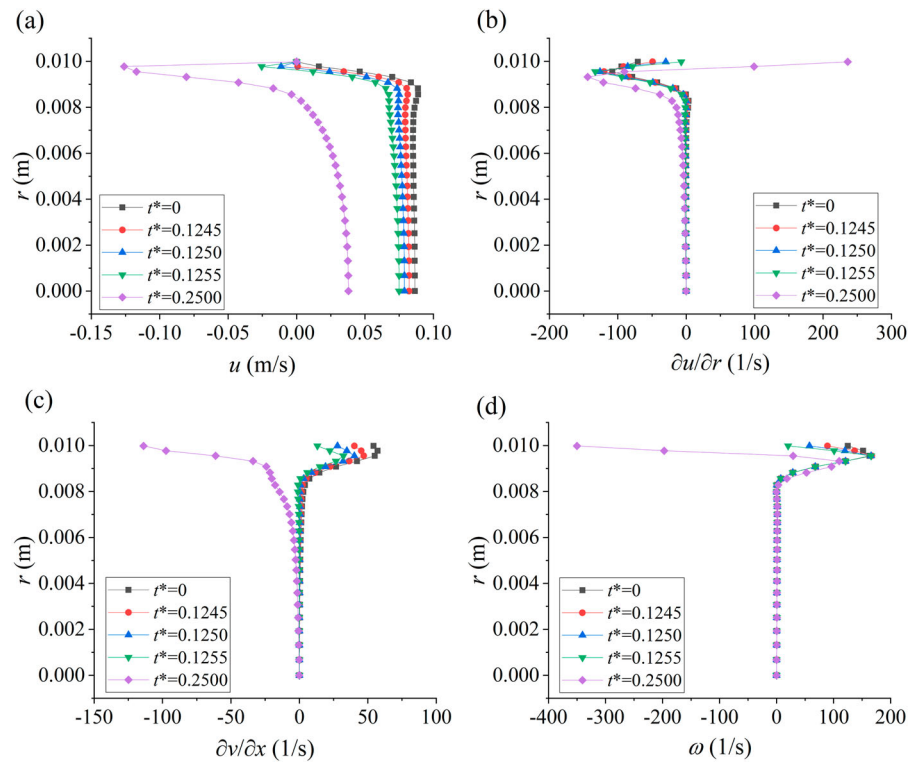 (a)
0.010
0.008
0.006
0.004
0.002
0.000
r (m)
t*=0
t*=0.1245
t*=0.1250
t*=0.1255
t*=0.2500
-0.15 -0.10 -0.05 0.00 0.05 0.10
u (m/s)
(b)
0.010
0.008
0.006
0.004
0.002
0.000
r (m)
t*=0
t*=0.1245
t*=0.1250
t*=0.1255
t*=0.2500
-200 -100 0 100 200 300
∂u/∂r (1/s)
(c)
0.010
0.008
0.006
0.004
0.002
0.000
r (m)
t*=0
t*=0.1245
t*=0.1250
t*=0.1255
t*=0.2500
-150 -100 -50 0 50 100
∂v/∂x (1/s)
(d)
0.010
0.008
0.006
0.004
0.002
0.000
r (m)
t*=0
t*=0.1245
t*=0.1250
t*=0.1255
t*=0.2500
-400 -300 -200 -100 0 100 200
ω (1/s)